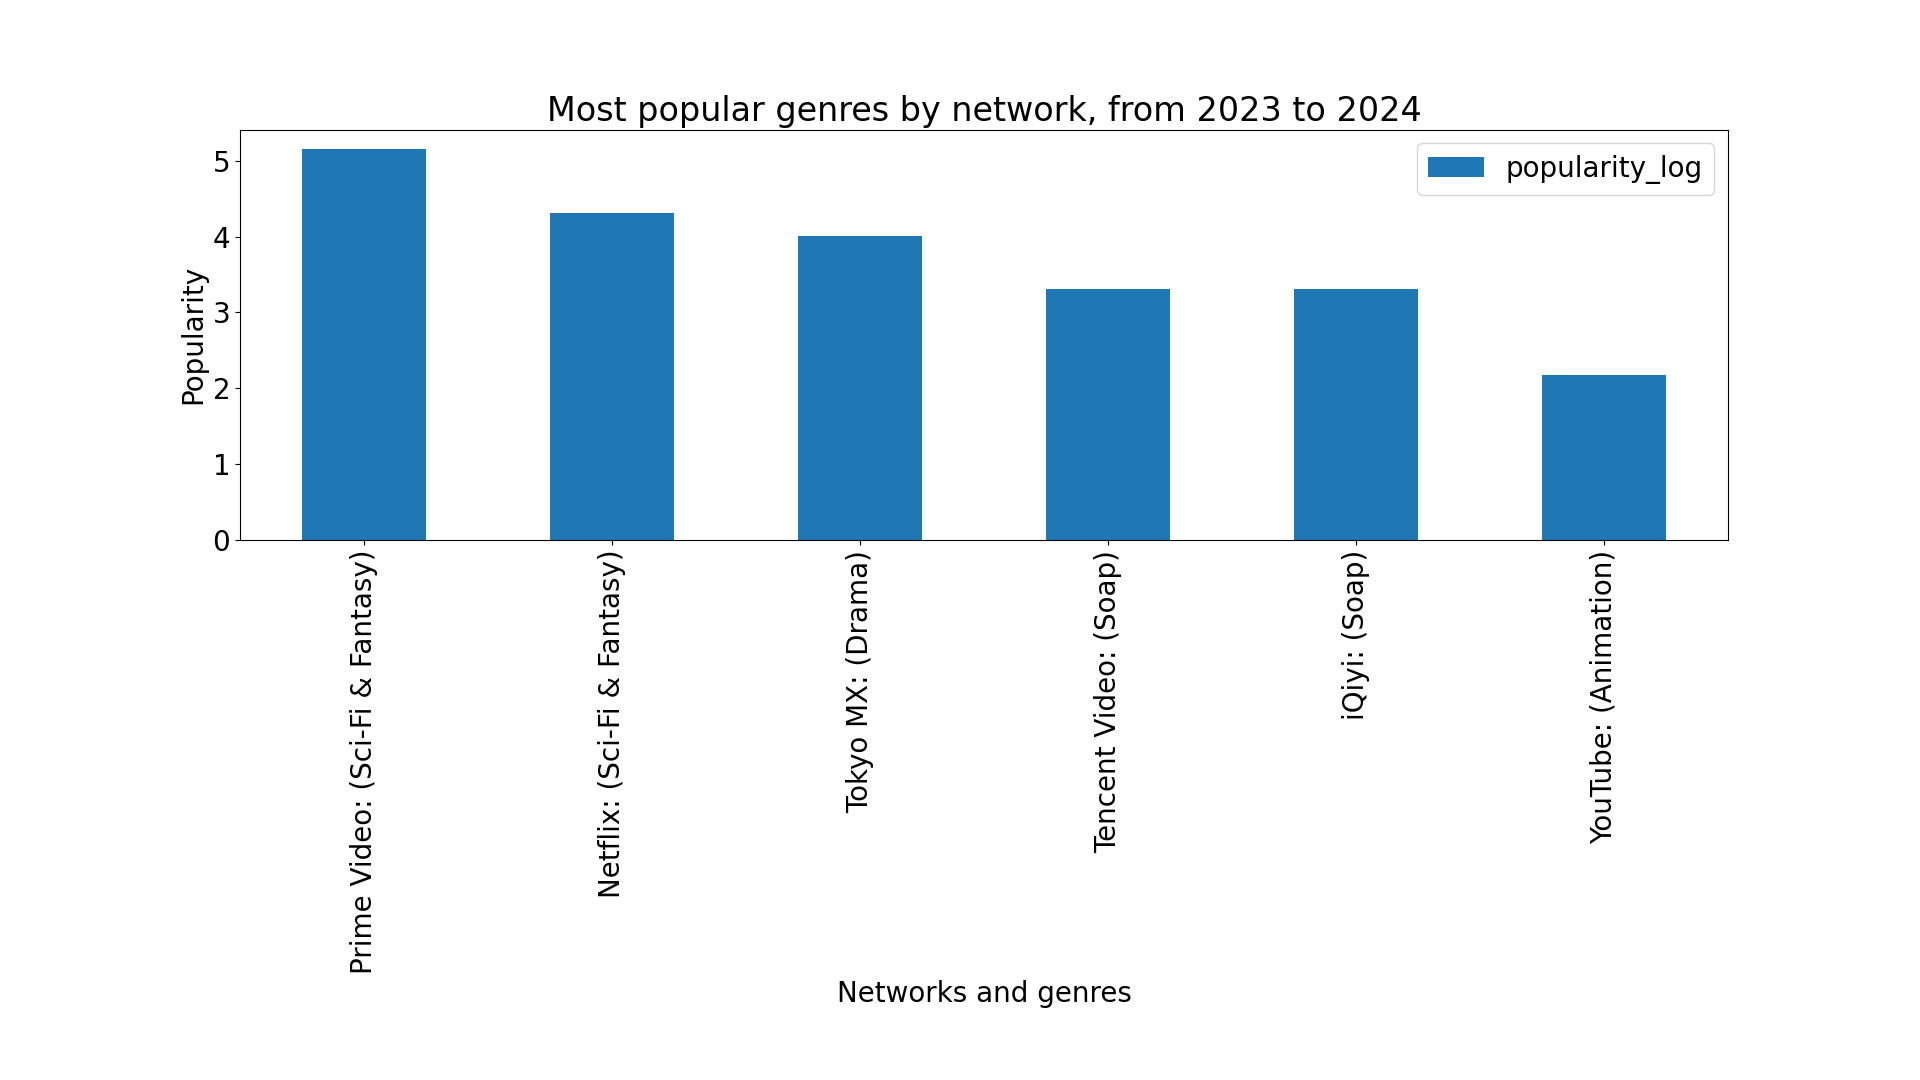 Most popular genres by network, from 2023 to 2024
popularity_log
Popularity
5
4
3
2
1
0
Prime Video: (Sci-Fi & Fantasy)
Netflix: (Sci-Fi & Fantasy)
Tokyo MX: (Drama)
Tencent Video: (Soap)
iQiyi: (Soap)
YouTube: (Animation)
Networks and genres